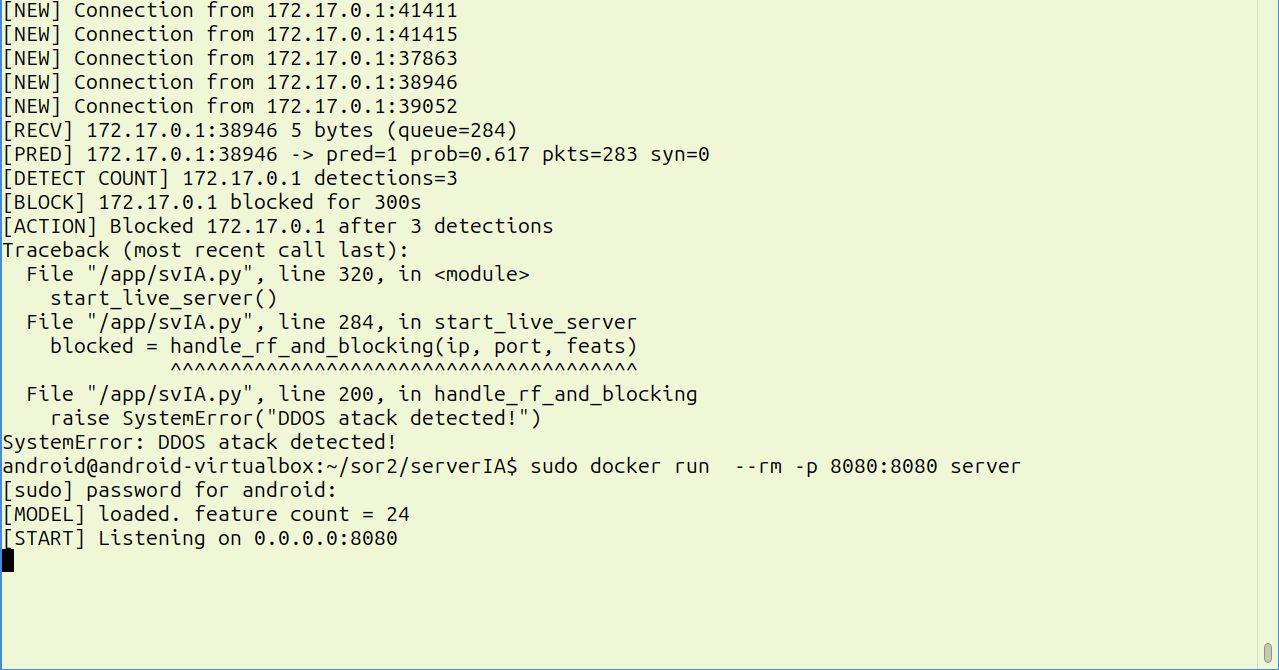 [NEW] Connection from 172.17.0.1:41411
[NEW] Connection from 172.17.0.1:41415
[NEW] Connection from 172.17.0.1:37863
[NEW] Connection from 172.17.0.1:38946
[NEW] Connection from 172.17.0.1:39052
[RECV] 172.17.0.1:38946 5 bytes (queue=284)
[PRED] 172.17.0.1:38946 -> pred=1 prob=0.617 pkts=283 syn=0
[DETECT COUNT] 172.17.0.1 detections=3
[BLOCK] 172.17.0.1 blocked for 300s
[ACTION] Blocked 172.17.0.1 after 3 detections
Traceback (most recent call last):
  File "/app/svIA.py", line 320, in <module>
    start_live_server()
  File "/app/svIA.py", line 284, in start_live_server
    blocked = handle_rf_and_blocking(ip, port, feats)
              ^^^^^^^^^^^^^^^^^^^^^^^^^^^^^^^^^^^^^^^
  File "/app/svIA.py", line 200, in handle_rf_and_blocking
    raise SystemError("DDOS atack detected!")
SystemError: DDOS atack detected!
android@android-virtualbox:~/sor2/serverIA$ sudo docker run  --rm -p 8080:8080 server
[sudo] password for android:
[MODEL] loaded. feature count = 24
[START] Listening on 0.0.0.0:8080